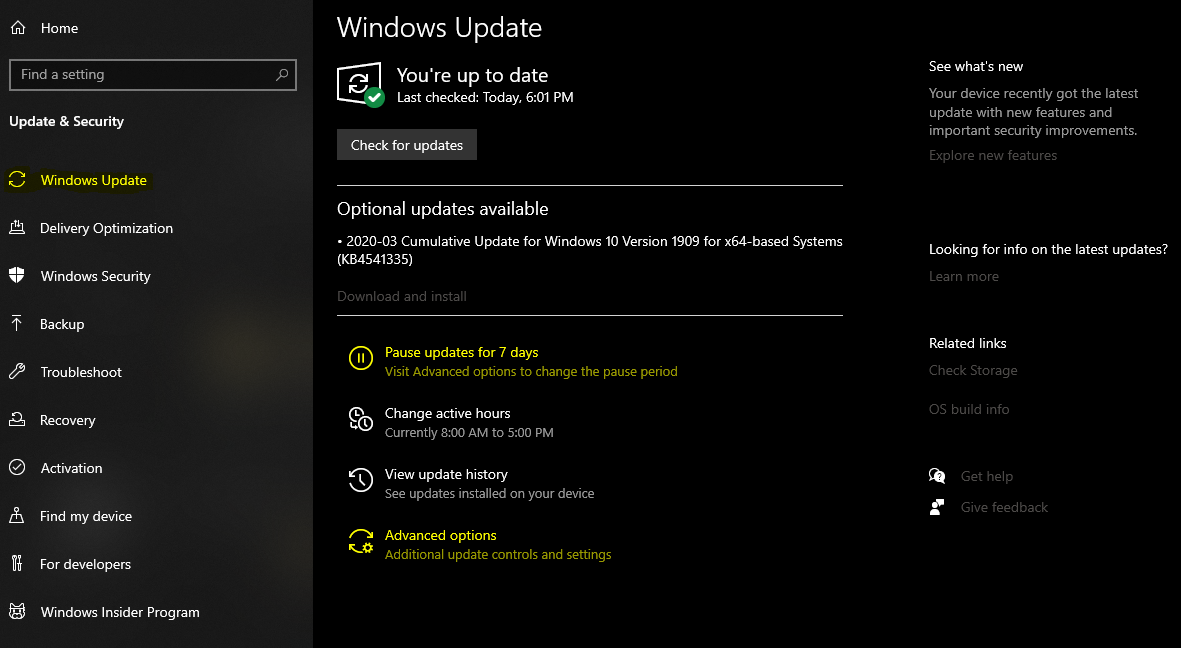 Home
Find a setting
Update & Security
Windows Update
Delivery Optimization
Windows Security
Backup
Troubleshoot
Recovery
Activation
Find my device
For developers
Windows Insider Program
Windows Update
You're up to date
Last checked: Today, 6:01 PM
Check for updates
Optional updates available
• 2020-03 Cumulative Update for Windows 10 Version 1909 for x64-based Systems
(KB4541335)
Download and install
Pause updates for 7 days
Visit Advanced options to change the pause period
Change active hours
Currently 8:00 AM to 5:00 PM
View update history
See updates installed on your device
Advanced options
Additional update controls and settings
See what's new
Your device recently got the latest
update with new features and
important security improvements.
Explore new features
Looking for info on the latest updates?
Learn more
Related links
Check Storage
OS build info
Get help
Give feedback